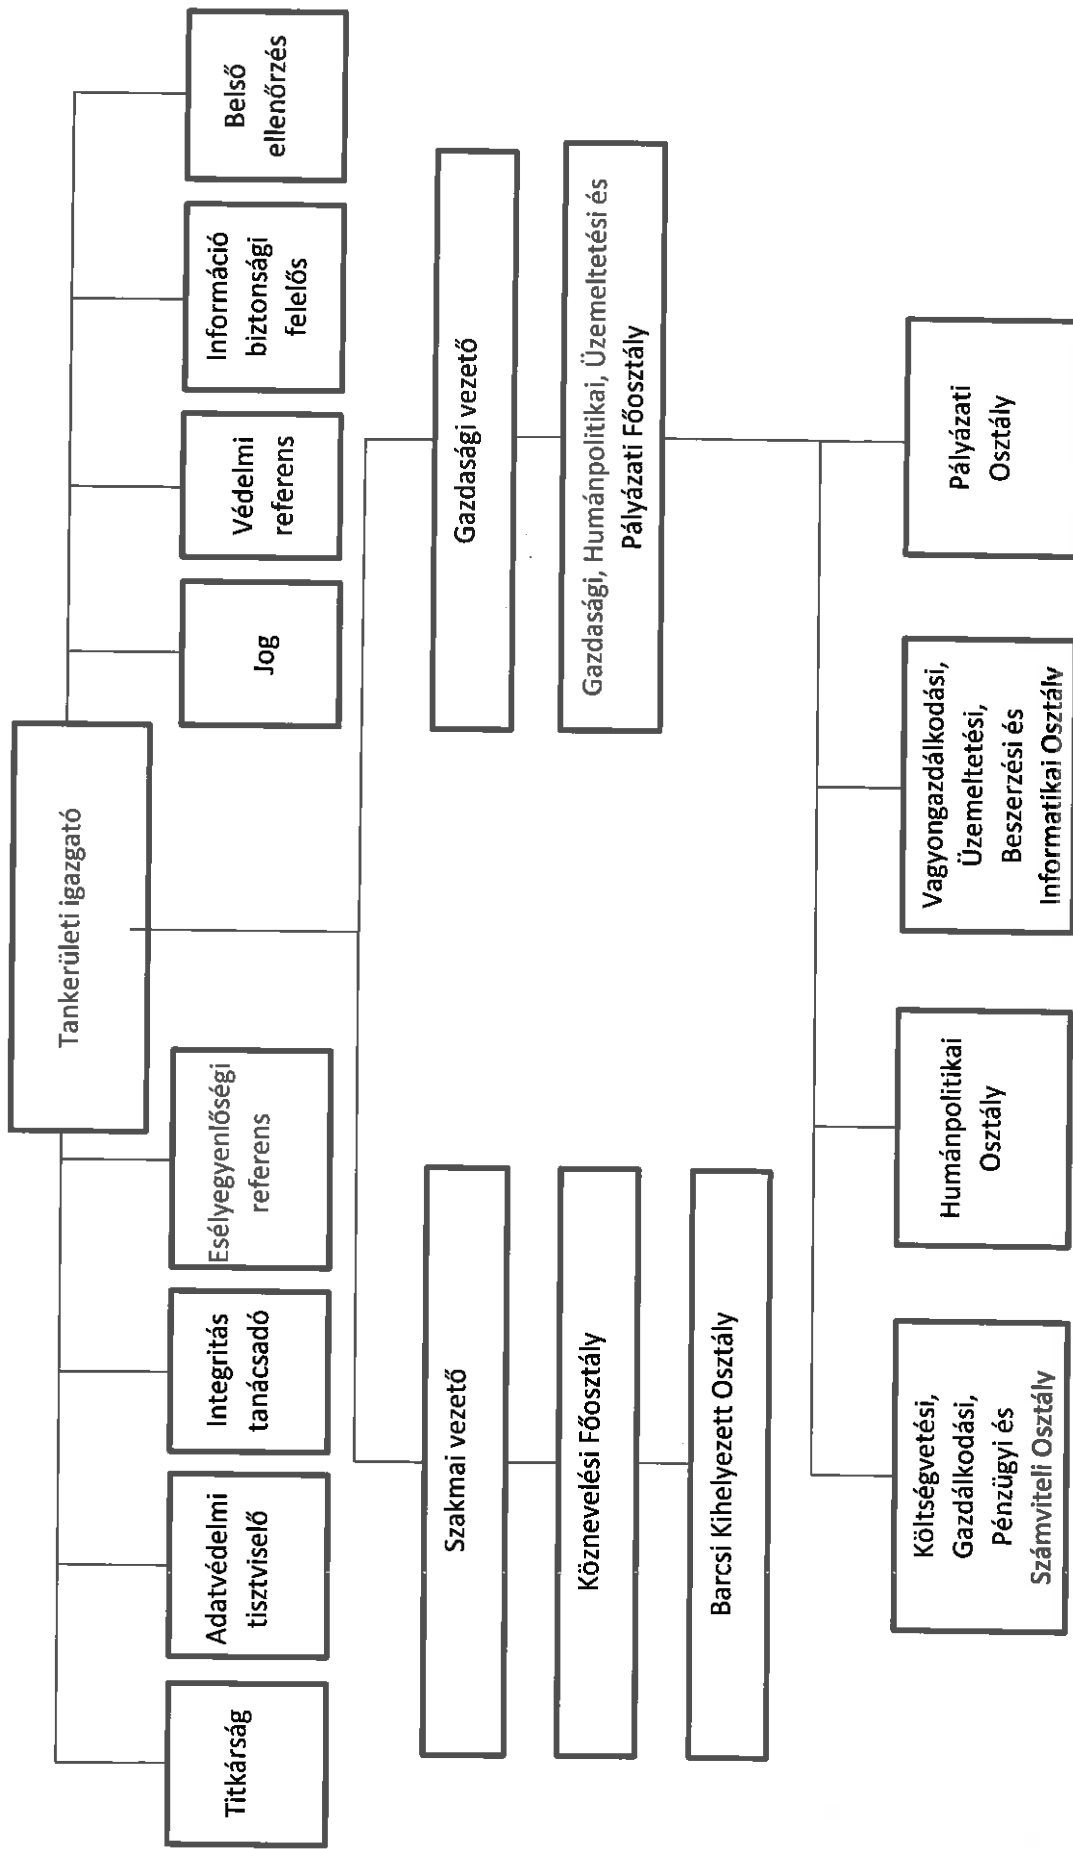 Tankerületi igazgató
Titkárság
Adatvédelmi
tisztviselő
Integritás
tanácsadó
Esélyegyenlőségi
referens
Jog
Védelmi
referens
Információ
biztonsági
felelős
Belső
ellenőrzés
Szakmai vezető
Köznevelési Főosztály
Barcsi Kihelyezett Osztály
Gazdasági vezető
Gazdasági, Humánpolitikai, Üzemeltetési és
Pályázati Főosztály
Költségvetési,
Gazdálkodási,
Pénzügyi és
Számviteli Osztály
Humánpolitikai
Osztály
Vagyongazdálkodási,
Üzemeltetési,
Beszerzési és
Informatikai Osztály
Pályázati
Osztály